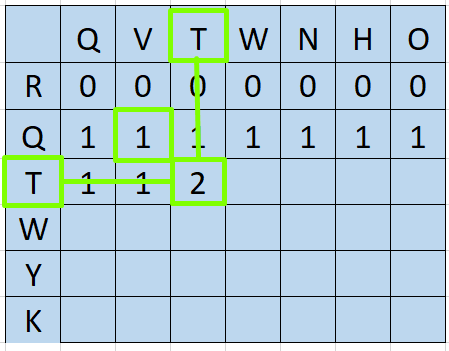 Q V T W N H O
R 0 0 0 0 0 0 0
Q 1 1 1 1 1 1 1
T 1 1 2
W
Y
K